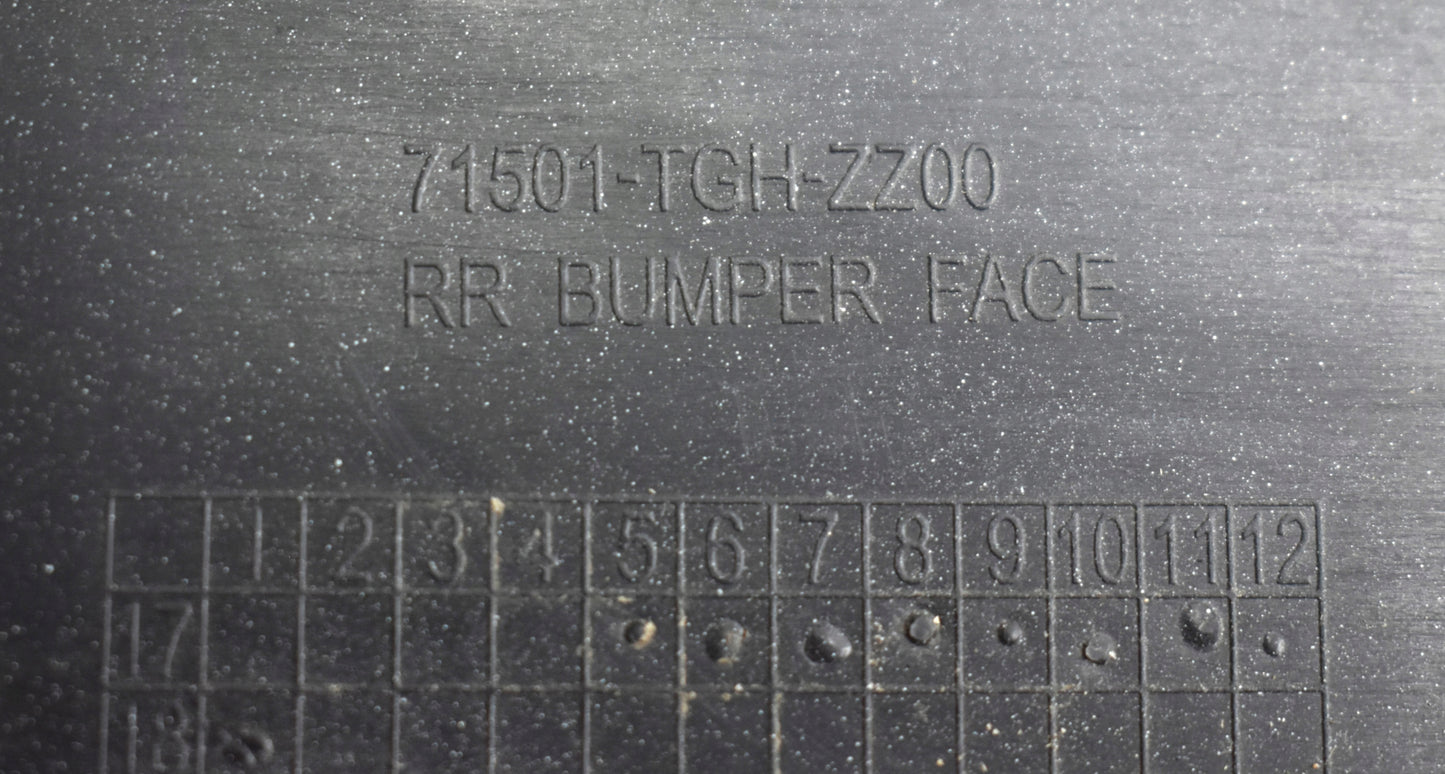 71501-TGH-ZZ00
RR BUMPER FACE
1 2 3 4 5 6 7 8 9 10 11 12
17
18